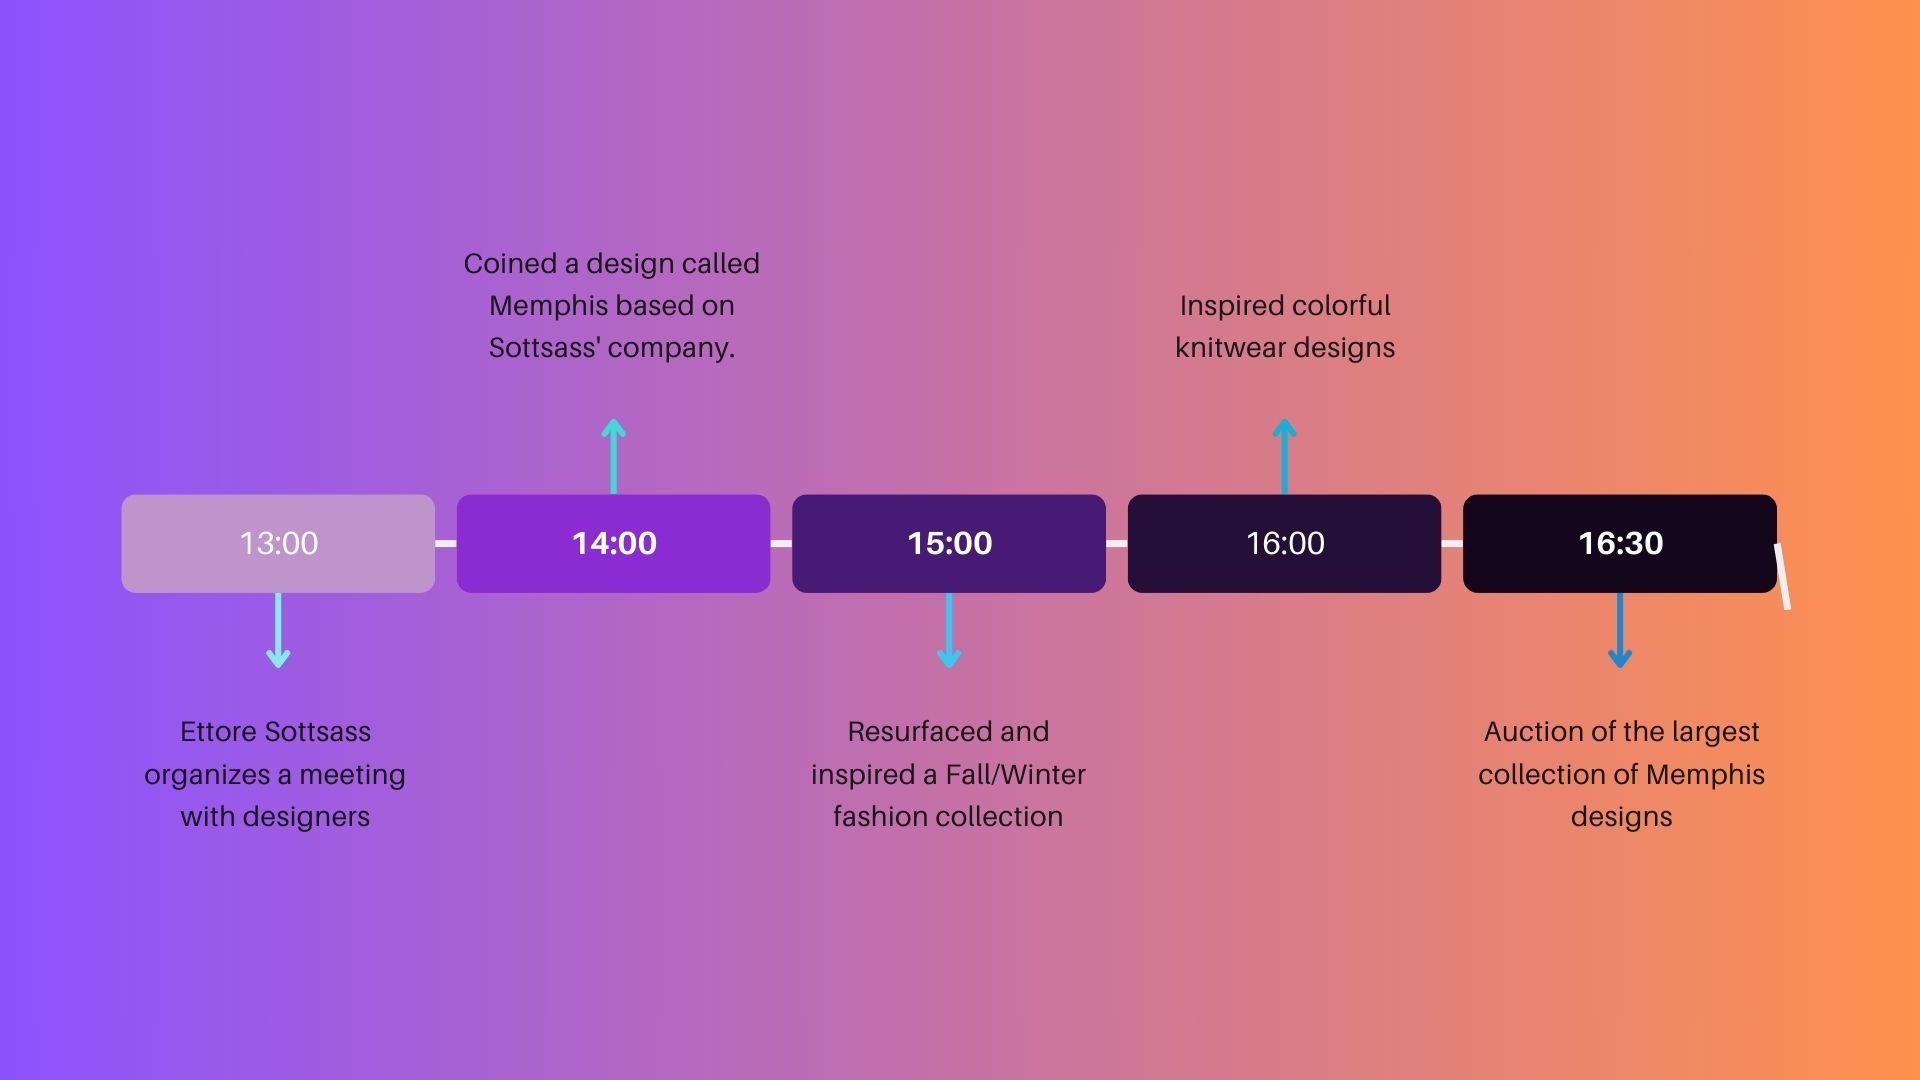 Coined a design called
Memphis based on
Sottsass' company.
Inspired colorful
knitwear designs
13:00
14:00
15:00
16:00
16:30
Ettore Sottsass
organizes a meeting
with designers
Resurfaced and
inspired a Fall/Winter
fashion collection
Auction of the largest
collection of Memphis
designs